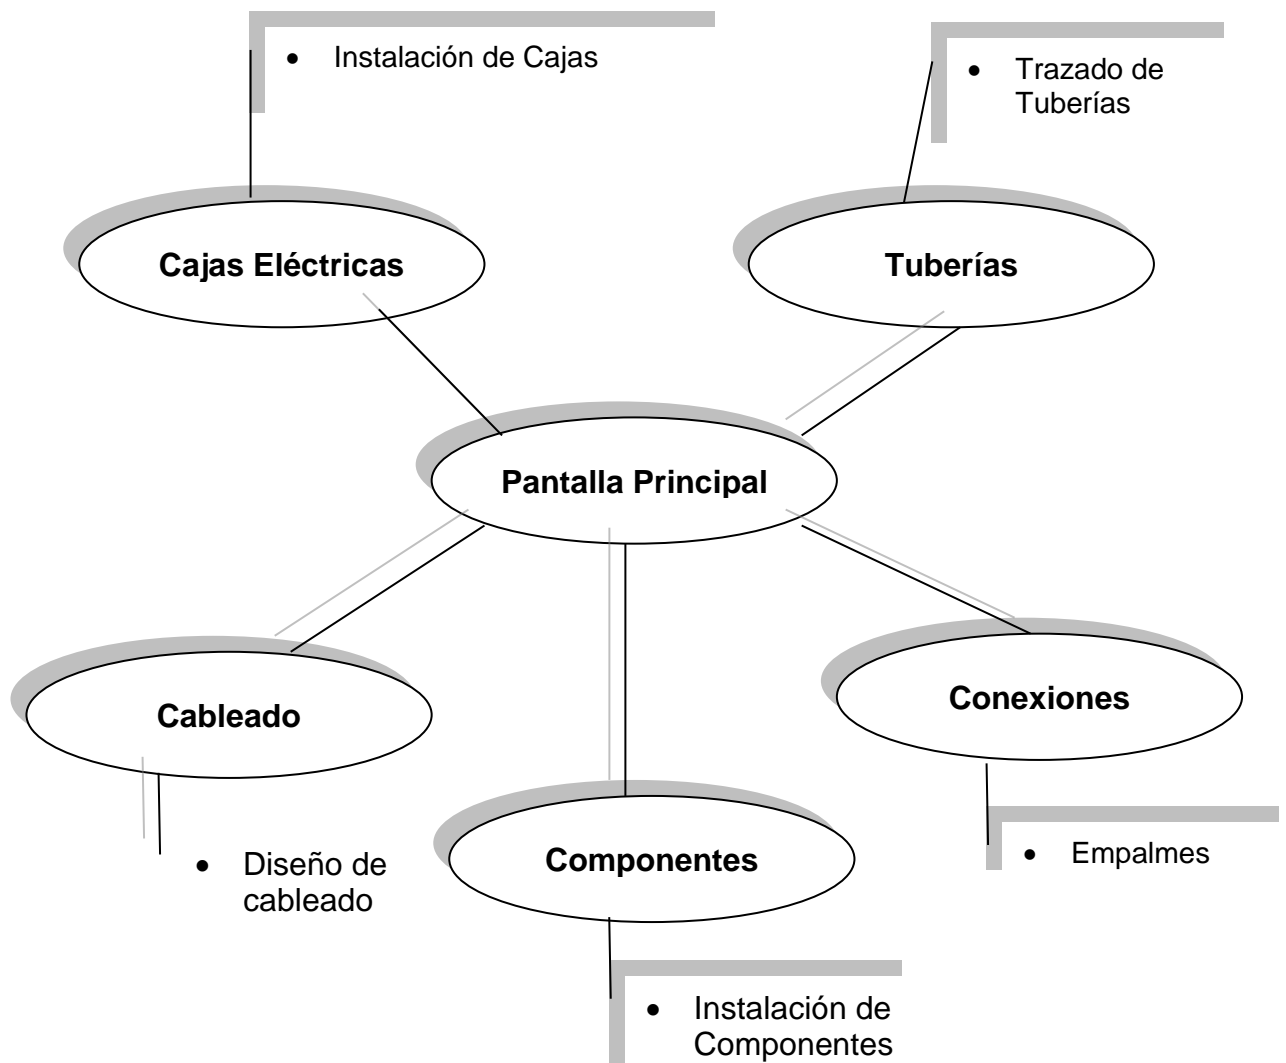 • Instalación de Cajas
• Trazado de
Tuberías
Cajas Eléctricas
Tuberías
Pantalla Principal
Cableado
Conexiones
• Diseño de
cableado
Componentes
• Empalmes
• Instalación de
Componentes